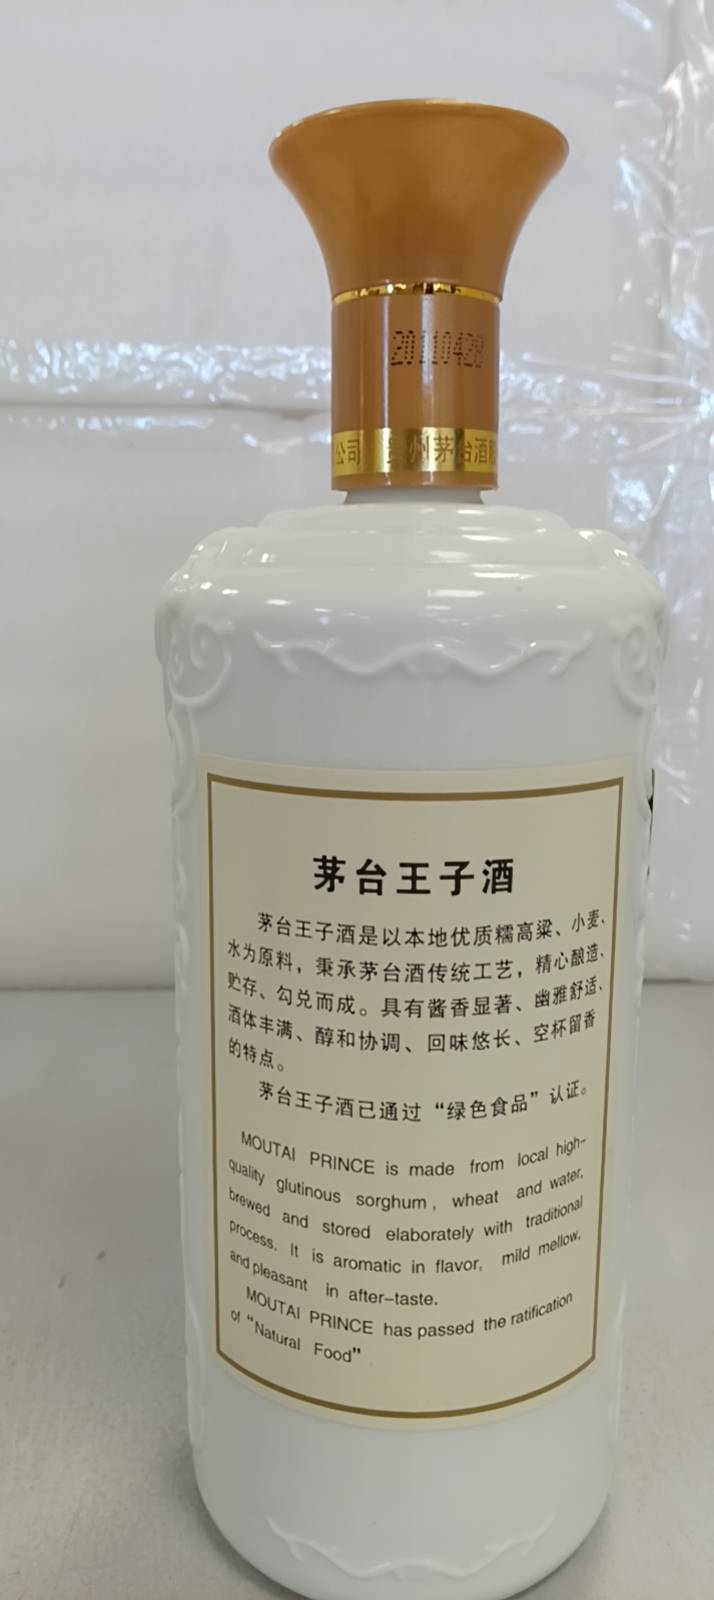 20110428
公司 贵州茅台酒股
茅台王子酒
茅台王子酒是以本地优质糯高粱、小麦、
水为原料，秉承茅台酒传统工艺，精心酿造、
贮存、勾兑而成。具有酱香显著、幽雅舒适、
酒体丰满、醇和协调、回味悠长、空杯留香
的特点。
茅台王子酒已通过“绿色食品”认证。
MOUTAI PRINCE is made from local high-
quality glutinous sorghum, wheat and water,
brewed and stored elaborately with traditional
process. It is aromatic in flavor, mild mellow,
and pleasant in after-taste.
MOUTAI PRINCE has passed the ratification
of "Natural Food"